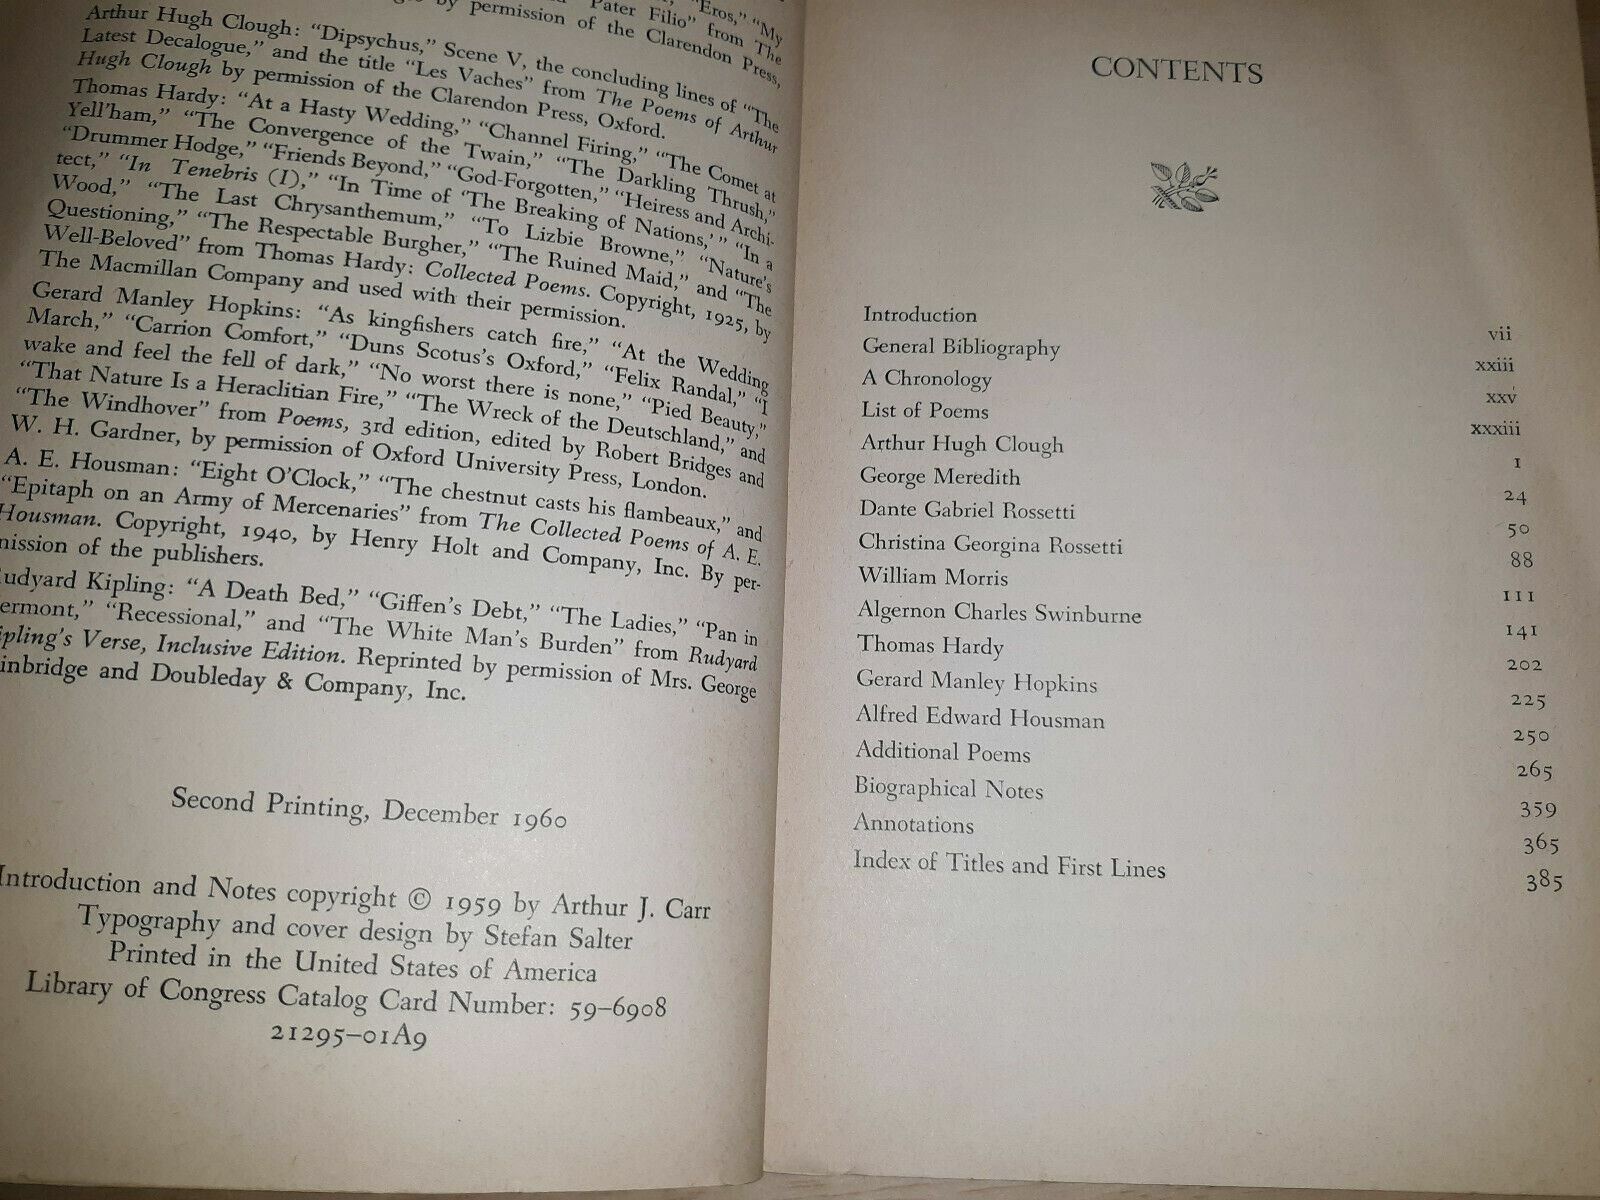 "Eros," "My
Pater Filio" from The
by permission of the Clarendon Press,
Arthur Hugh Clough: "Dipsychus," Scene V, the concluding lines of "The
Latest Decalogue," and the title "Les Vaches" from The Poems of Arthur
Hugh Clough by permission of the Clarendon Press, Oxford.
Thomas Hardy: "At a Hasty Wedding," "Channel Firing," "The Comet at
Yell'ham," "The Convergence of the Twain," "The Darkling Thrush,"
"Drummer Hodge," "Friends Beyond," "God-Forgotten," "Heiress and Archi-
tect," "In Tenebris (I)," "In Time of 'The Breaking of Nations,'" "In a
Wood," "The Last Chrysanthemum," "To Lizbie Browne," "Nature's
Questioning," "The Respectable Burgher," "The Ruined Maid," and "The
Well-Beloved" from Thomas Hardy: Collected Poems. Copyright, 1925, by
The Macmillan Company and used with their permission.
Gerard Manley Hopkins: "As kingfishers catch fire," "At the Wedding
March," "Carrion Comfort," "Duns Scotus's Oxford," "Felix Randal," "I
wake and feel the fell of dark," "No worst there is none," "Pied Beauty,"
"That Nature Is a Heraclitian Fire," "The Wreck of the Deutschland," and
"The Windhover" from Poems, 3rd edition, edited by Robert Bridges and
W. H. Gardner, by permission of Oxford University Press, London.
A. E. Housman: "Eight O'Clock," "The chestnut casts his flambeaux," and
"Epitaph on an Army of Mercenaries" from The Collected Poems of A. E.
Housman. Copyright, 1940, by Henry Holt and Company, Inc. By per-
mission of the publishers.
Rudyard Kipling: "A Death Bed," "Giffen's Debt," "The Ladies," "Pan in
ermont," "Recessional," and "The White Man's Burden" from Rudyard
ipling's Verse, Inclusive Edition. Reprinted by permission of Mrs. George
inbridge and Doubleday & Company, Inc.
Second Printing, December 1960
Introduction and Notes copyright © 1959 by Arthur J. Carr
Typography and cover design by Stefan Salter
Printed in the United States of America
Library of Congress Catalog Card Number: 59–6908
21295–01A9
CONTENTS
Introduction vii
General Bibliography xxiii
A Chronology xxv
List of Poems xxxiii
Arthur Hugh Clough 1
George Meredith 24
Dante Gabriel Rossetti 50
Christina Georgina Rossetti 88
William Morris 111
Algernon Charles Swinburne 141
Thomas Hardy 202
Gerard Manley Hopkins 225
Alfred Edward Housman 250
Additional Poems 265
Biographical Notes 359
Annotations 365
Index of Titles and First Lines 385